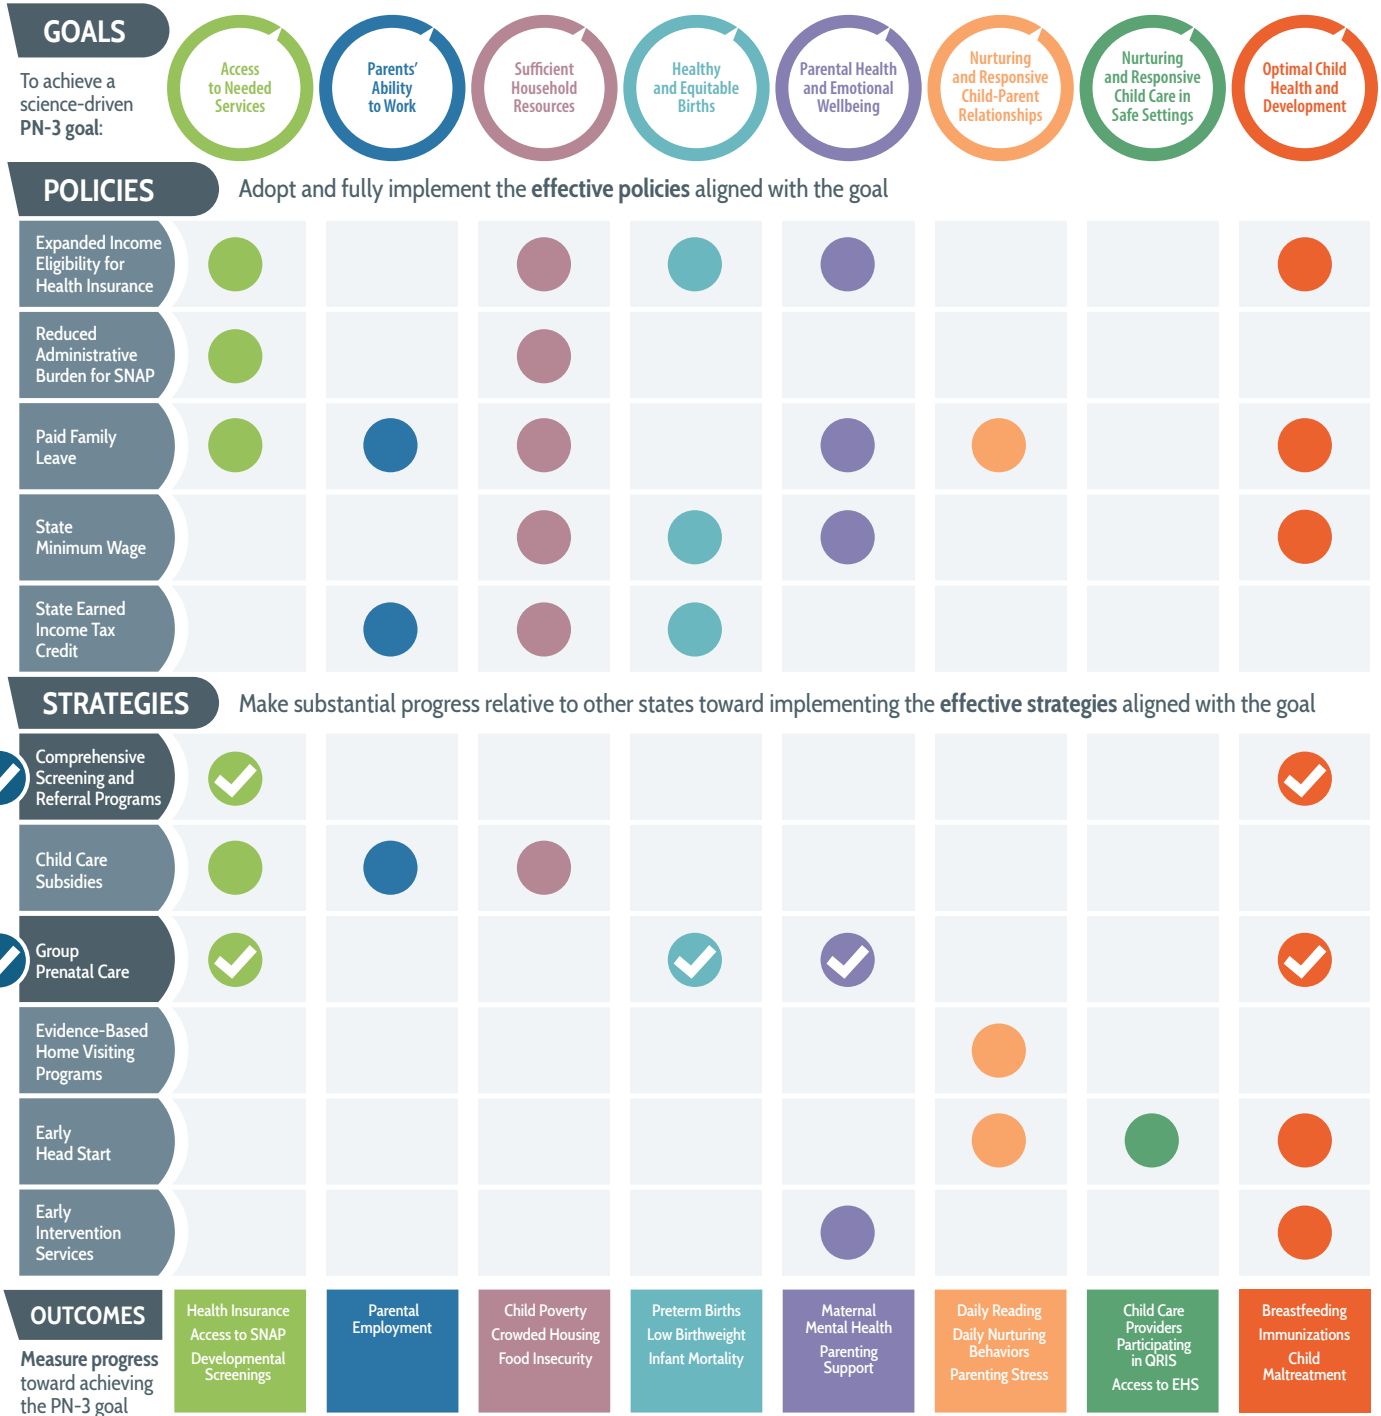 GOALS
To achieve a
science-driven
PN-3 goal:
Access
to Needed
Services
Parents'
Ability
to Work
Sufficient
Household
Resources
Healthy
and Equitable
Births
Parental Health
and Emotional
Wellbeing
Nurturing
and Responsive
Child-Parent
Relationships
Nurturing
and Responsive
Child Care in
Safe Settings
Optimal Child
Health and
Development
POLICIES
Adopt and fully implement the effective policies aligned with the goal
Expanded Income
Eligibility for
Health Insurance
Reduced
Administrative
Burden for SNAP
Paid Family
Leave
State
Minimum Wage
State Earned
Income Tax
Credit
STRATEGIES
Make substantial progress relative to other states toward implementing the effective strategies aligned with the goal
Comprehensive
Screening and
Referral Programs
Child Care
Subsidies
Group
Prenatal Care
Evidence-Based
Home Visiting
Programs
Early
Head Start
Early
Intervention
Services
OUTCOMES
Measure progress
toward achieving
the PN-3 goal
Health Insurance
Access to SNAP
Developmental
Screenings
Parental
Employment
Child Poverty
Crowded Housing
Food Insecurity
Preterm Births
Low Birthweight
Infant Mortality
Maternal
Mental Health
Parenting
Support
Daily Reading
Daily Nurturing
Behaviors
Parenting Stress
Child Care
Providers
Participating
in QRIS
Access to EHS
Breastfeeding
Immunizations
Child
Maltreatment